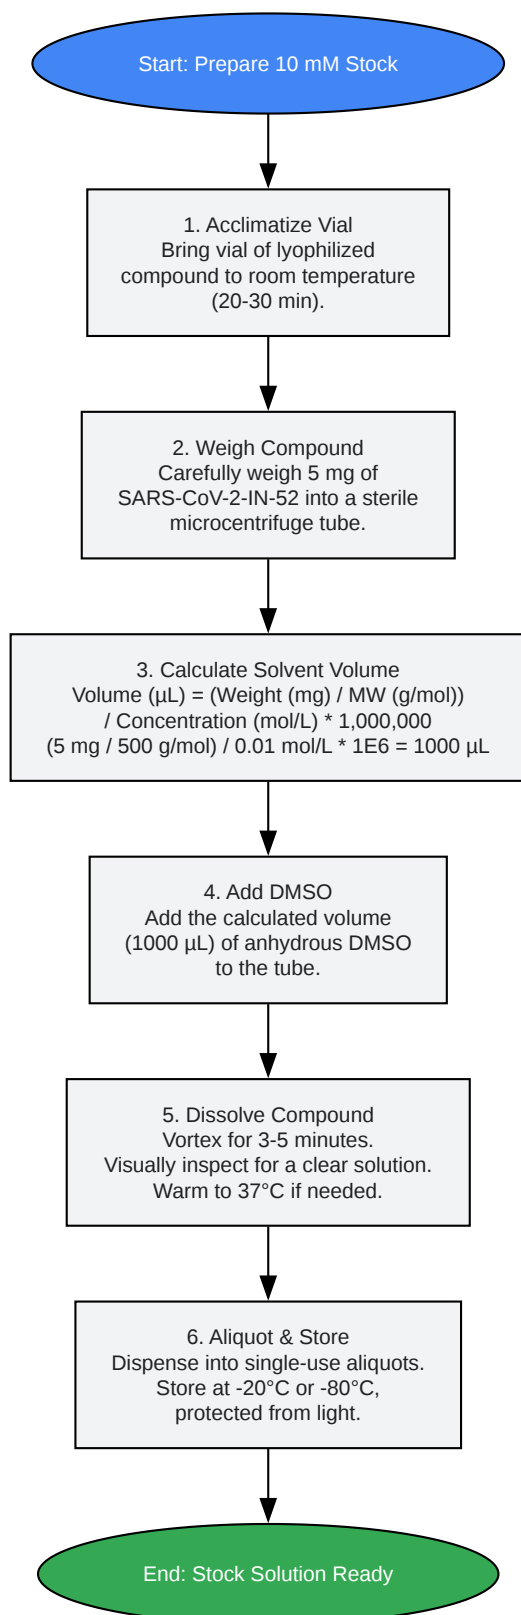 Start: Prepare 10 mM Stock
1. Acclimatize Vial
Bring vial of lyophilized
compound to room temperature
(20-30 min).
2. Weigh Compound
Carefully weigh 5 mg of
SARS-CoV-2-IN-52 into a sterile
microcentrifuge tube.
3. Calculate Solvent Volume
Volume (µL) = (Weight (mg) / MW (g/mol))
/ Concentration (mol/L) * 1,000,000
(5 mg / 500 g/mol) / 0.01 mol/L * 1E6 = 1000 µL
4. Add DMSO
Add the calculated volume
(1000 µL) of anhydrous DMSO
to the tube.
5. Dissolve Compound
Vortex for 3-5 minutes.
Visually inspect for a clear solution.
Warm to 37°C if needed.
6. Aliquot & Store
Dispense into single-use aliquots.
Store at -20°C or -80°C,
protected from light.
End: Stock Solution Ready